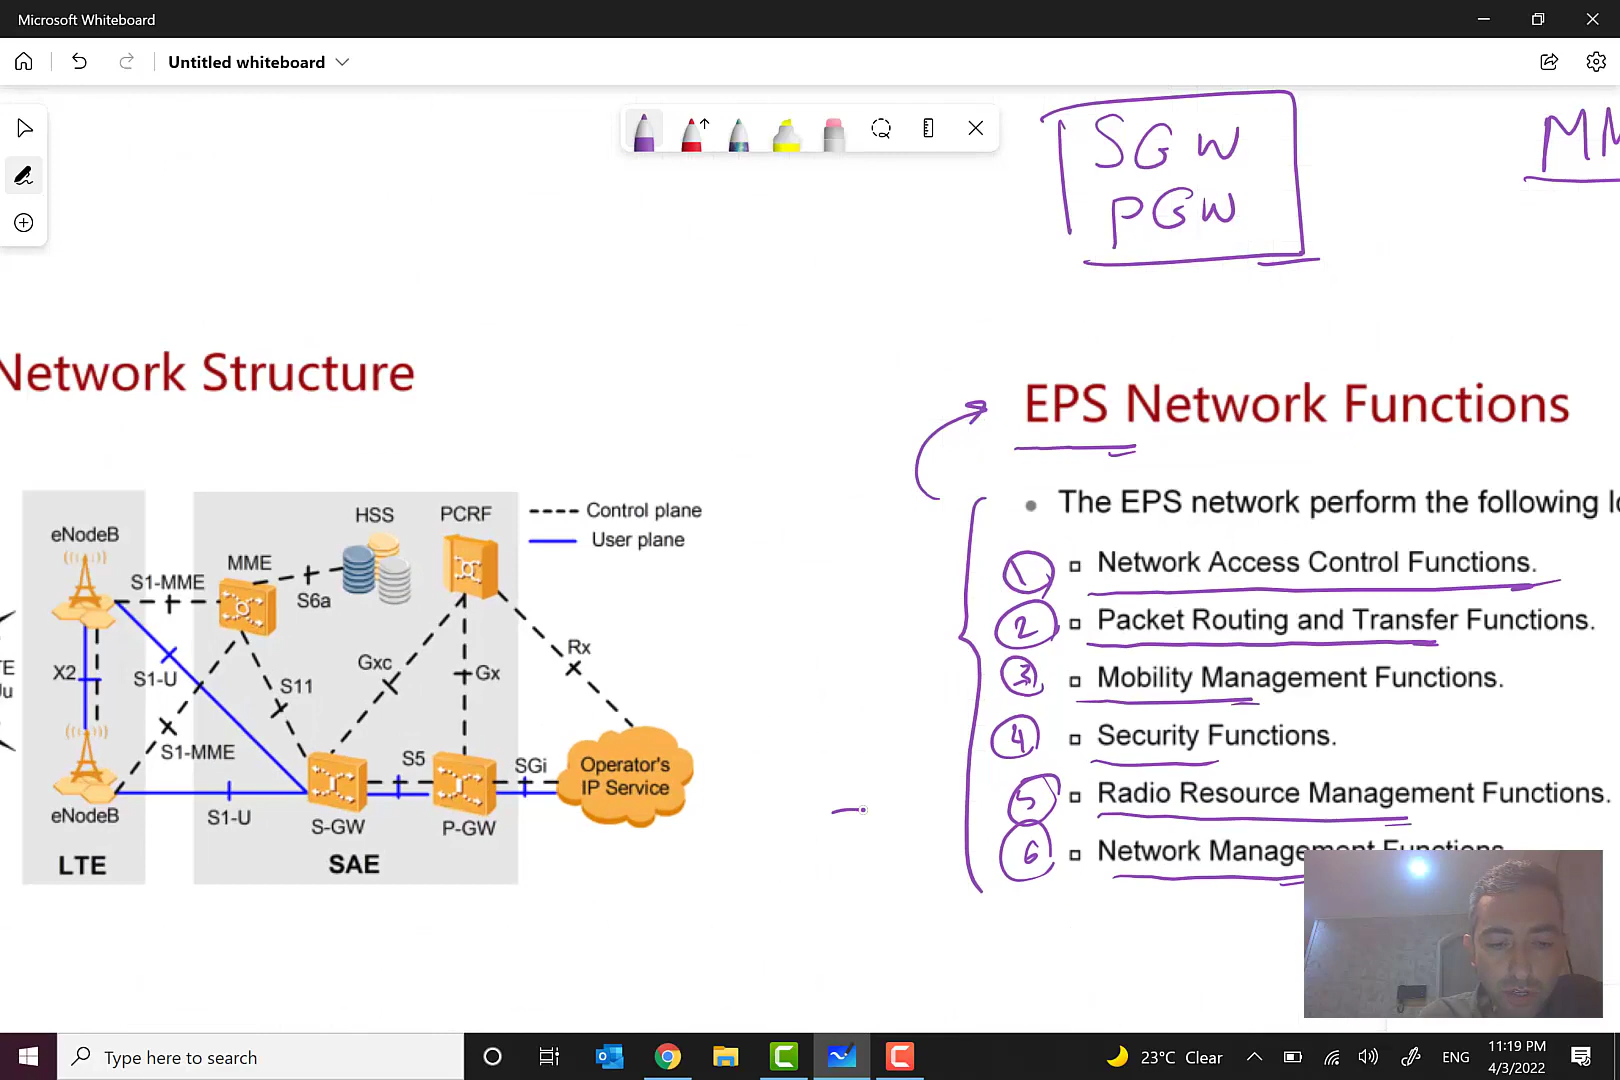 Microsoft Whiteboard
Untitled whiteboard
SGW
PGW
Network Structure
eNodeB
S1-MME
MME
HSS
PCRF
S6a
Control plane
User plane
X2
S1-U
S11
Gxc
Gx
Rx
S1-MME
S1-U
eNodeB
S-GW
S5
P-GW
SGi
Operator's
IP Service
LTE
SAE
EPS Network Functions
The EPS network perform the following
1 Network Access Control Functions.
2 Packet Routing and Transfer Functions.
3 Mobility Management Functions.
4 Security Functions.
5 Radio Resource Management Functions.
6 Network Management Functions
Type here to search
23°C Clear
ENG
11:19 PM
4/3/2022